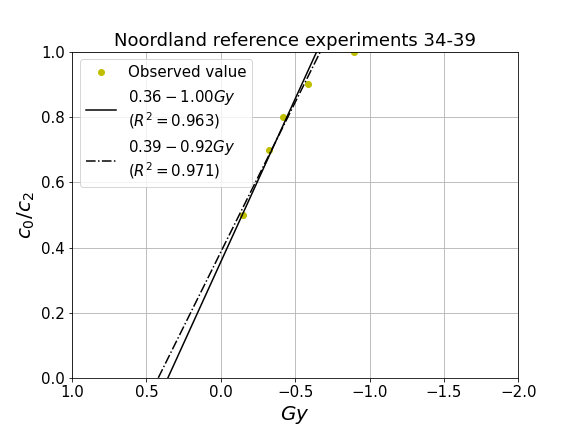 Noordland reference experiments 34-39
1.0
0.8
0.6
0.4
0.2
0.0
c₀/c₂
Observed value
0.36 − 1.00Gy
(R² = 0.963)
0.39 − 0.92Gy
(R² = 0.971)
1.0 0.5 0.0 −0.5 −1.0 −1.5 −2.0
Gy